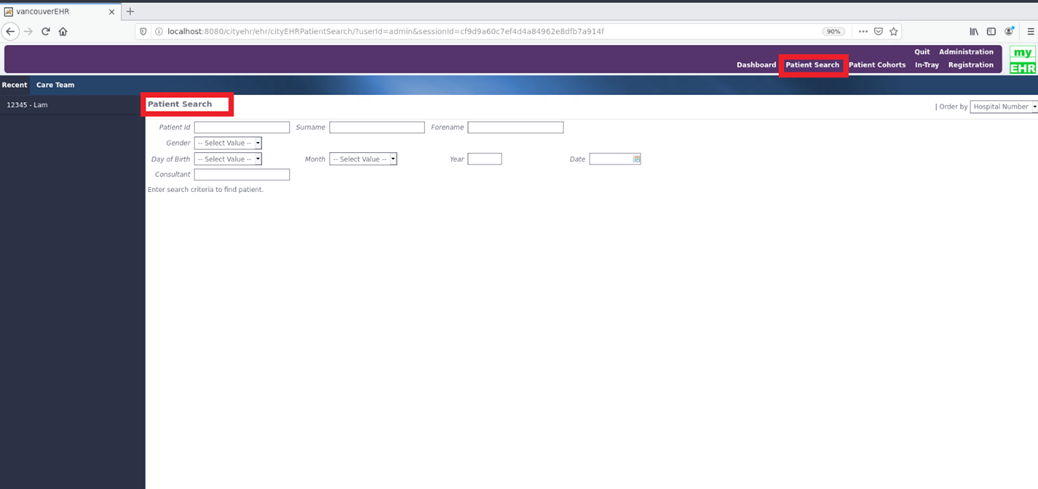 vancouverEHR
localhost:8080/cityehr/ehr/cityEHRPatientSearch/?userId=admin&sessionId=cf9d9a60c7ef4d4a84962e8dfb7a914f
90%
Quit Administration
Dashboard Patient Search Patient Cohorts In-Tray Registration
my
EHR
Recent Care Team
12345 - Lam
Patient Search
| Order by Hospital Number
Patient Id Surname Forename
Gender -- Select Value --
Day of Birth -- Select Value -- Month -- Select Value -- Year Date
Consultant
Enter search criteria to find patient.